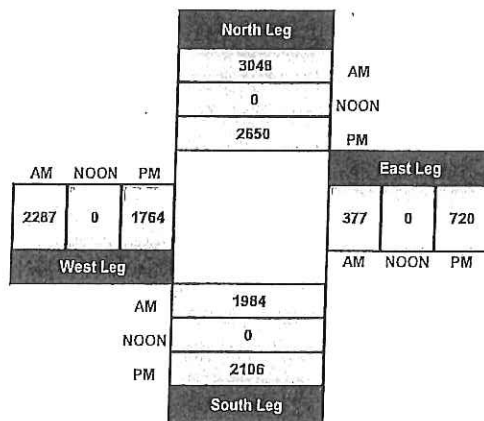 North Leg
3048 AM
0 NOON
2650 PM
AM NOON PM East Leg
2287 0 1764 377 0 720
West Leg AM NOON PM
AM 1984
NOON 0
PM 2106
South Leg